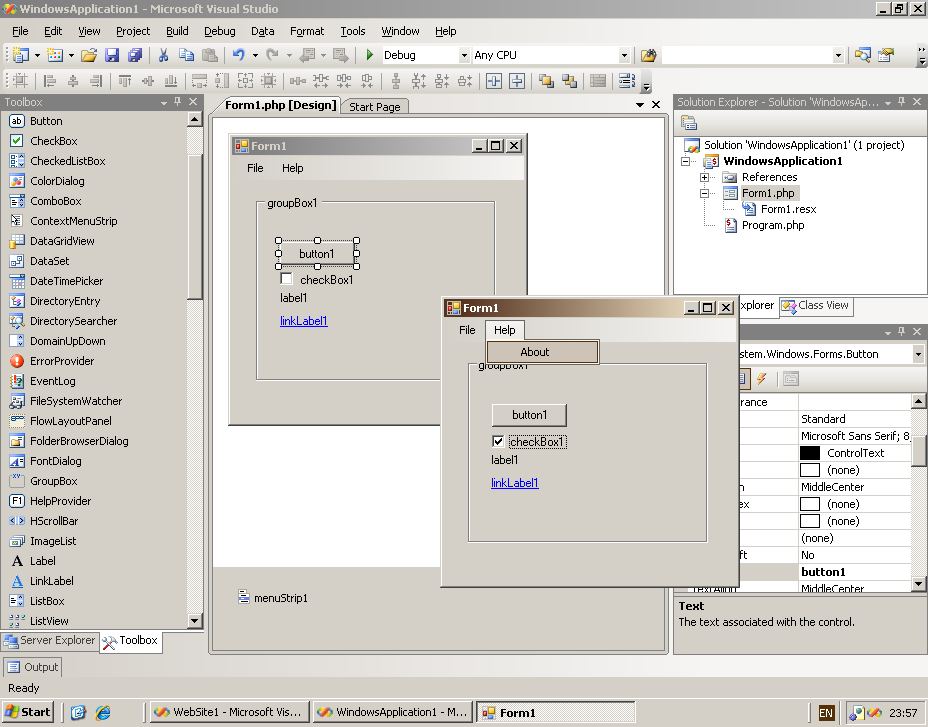 WindowsApplication1 - Microsoft Visual Studio
File Edit View Project Build Debug Data Format Tools Window Help
Debug Any CPU
Toolbox
Button
CheckBox
CheckedListBox
ColorDialog
ComboBox
ContextMenuStrip
DataGridView
DataSet
DateTimePicker
DirectoryEntry
DirectorySearcher
DomainUpDown
ErrorProvider
EventLog
FileSystemWatcher
FlowLayoutPanel
FolderBrowserDialog
FontDialog
GroupBox
HelpProvider
HScrollBar
ImageList
Label
LinkLabel
ListBox
ListView
Server Explorer Toolbox
Form1.php [Design] Start Page
Form1
File Help
groupBox1
button1
checkBox1
label1
linkLabel1
menuStrip1
Form1
File Help
About
groupBox1
button1
checkBox1
label1
linkLabel1
Solution Explorer - Solution 'WindowsAp...
Solution 'WindowsApplication1' (1 project)
WindowsApplication1
References
Form1.php
Form1.resx
Program.php
xplorer Class View
stem.Windows.Forms.Button
rance
Standard
Microsoft Sans Serif; 8,
ControlText
(none)
MiddleCenter
ex (none)
(none)
(none)
ft No
button1
TextAlign MiddleCenter
Text
The text associated with the control.
Output
Ready
Start WebSite1 - Microsoft Vis... WindowsApplication1 - M... Form1 EN 23:57